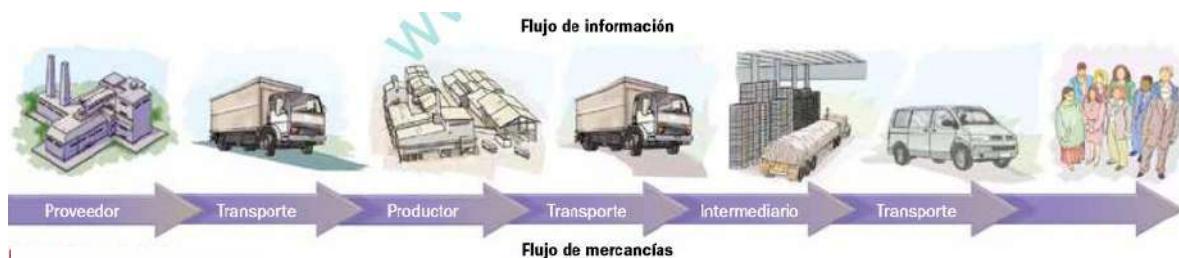 Flujo de información
Proveedor
Transporte
Productor
Transporte
Intermediario
Transporte
Flujo de mercancías